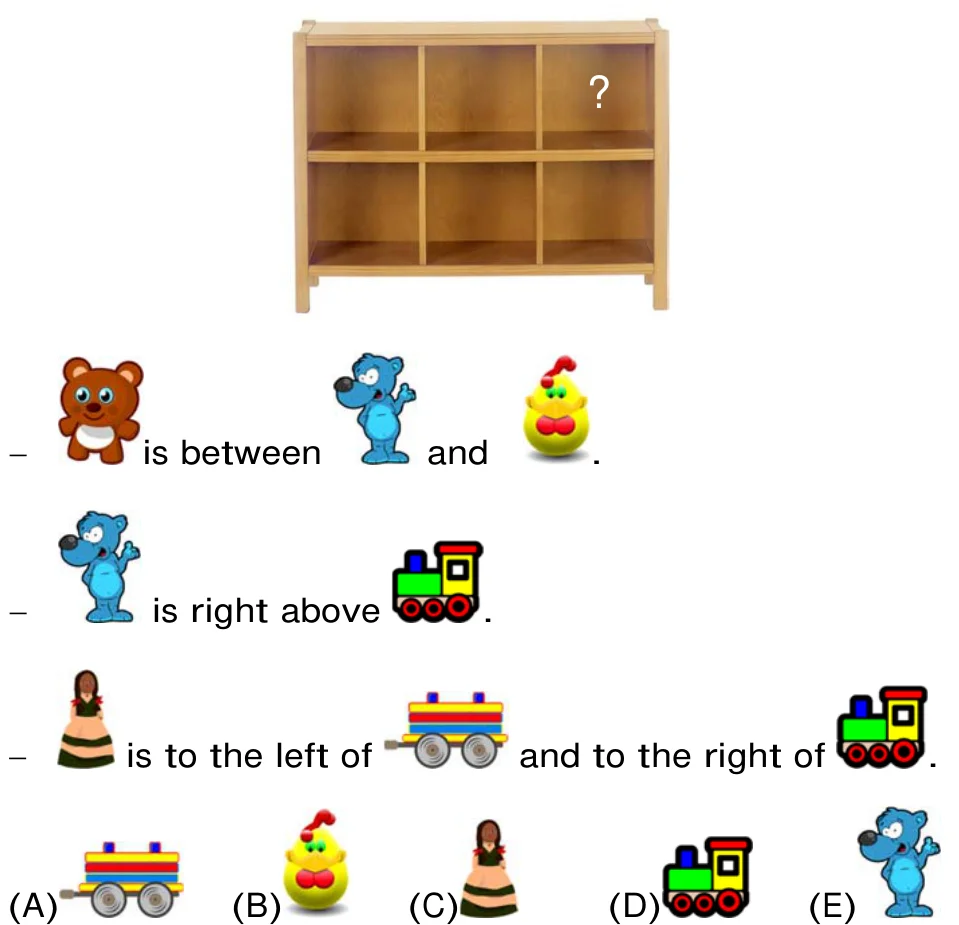 ?
– is between and .
– is right above .
– is to the left of and to the right of .
(A) (B) (C) (D) (E)